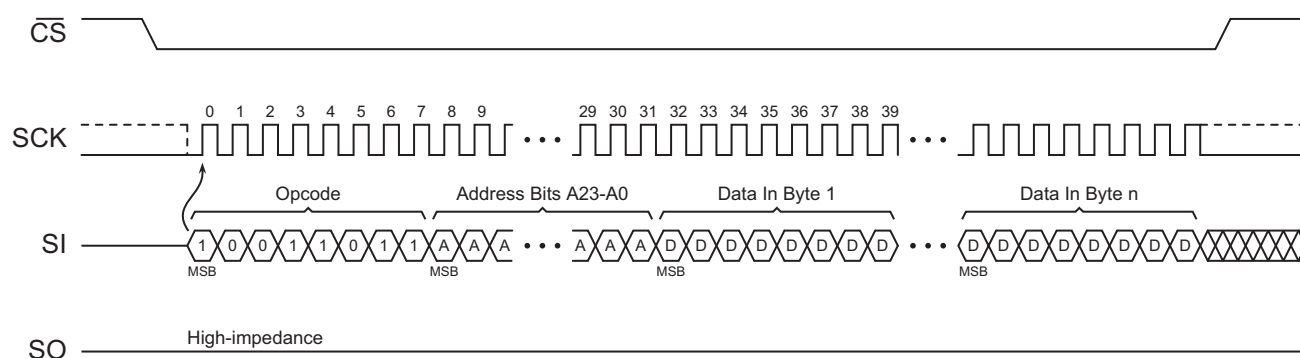 CS
0 1 2 3 4 5 6 7 8 9 29 30 31 32 33 34 35 36 37 38 39
SCK
Opcode Address Bits A23-A0 Data In Byte 1 Data In Byte n
SI 1 0 0 1 1 0 1 1 A A A A A A D D D D D D D D D D D D D D D D
MSB MSB MSB MSB
High-impedance
SO